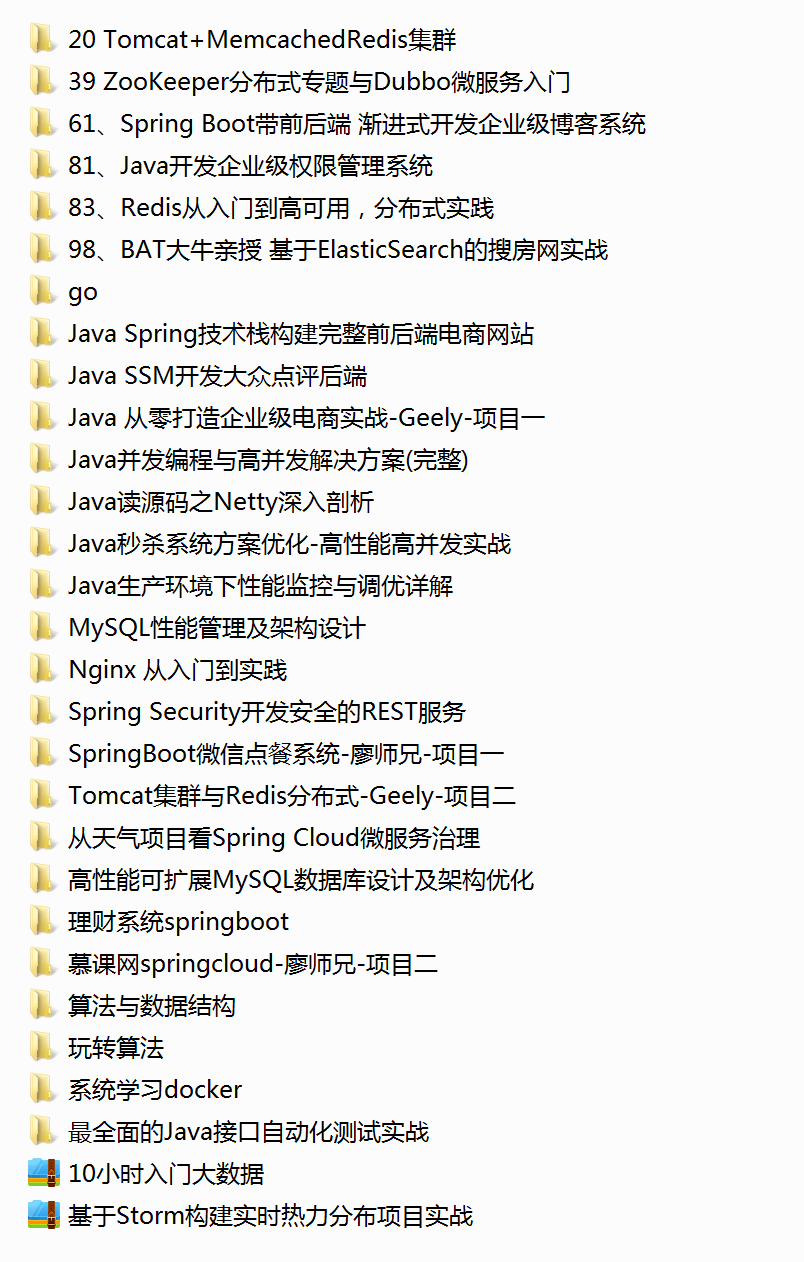 20 Tomcat+MemcachedRedis集群
39 ZooKeeper分布式专题与Dubbo微服务入门
61、Spring Boot带前后端 渐进式开发企业级博客系统
81、Java开发企业级权限管理系统
83、Redis从入门到高可用，分布式实践
98、BAT大牛亲授 基于ElasticSearch的搜房网实战
go
Java Spring技术栈构建完整前后端电商网站
Java SSM开发大众点评后端
Java 从零打造企业级电商实战-Geely-项目一
Java并发编程与高并发解决方案(完整)
Java读源码之Netty深入剖析
Java秒杀系统方案优化-高性能高并发实战
Java生产环境下性能监控与调优详解
MySQL性能管理及架构设计
Nginx 从入门到实践
Spring Security开发安全的REST服务
SpringBoot微信点餐系统-廖师兄-项目一
Tomcat集群与Redis分布式-Geely-项目二
从天气项目看Spring Cloud微服务治理
高性能可扩展MySQL数据库设计及架构优化
理财系统springboot
慕课网springcloud-廖师兄-项目二
算法与数据结构
玩转算法
系统学习docker
最全面的Java接口自动化测试实战
10小时入门大数据
基于Storm构建实时热力分布项目实战